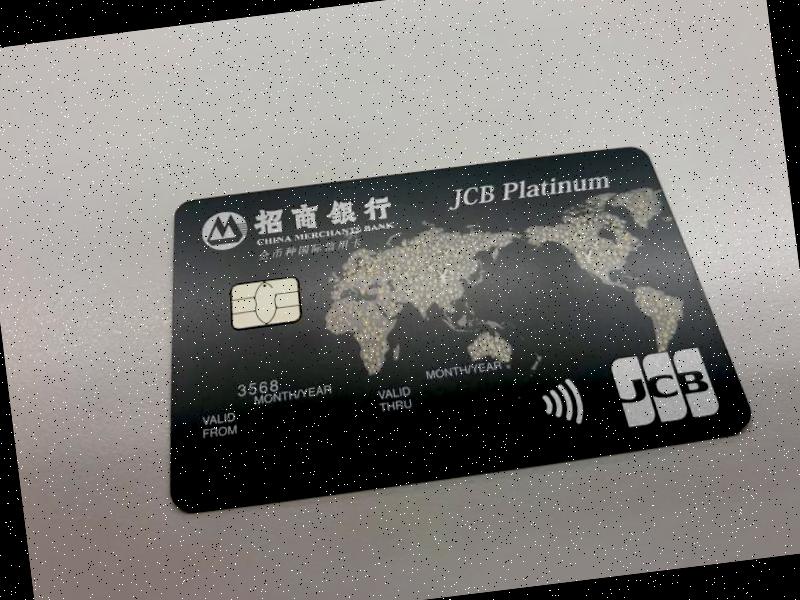 招商银行
CHINA MERCHANTS BANK
全币种国际信用卡
JCB Platinum
3568
MONTH/YEAR
MONTH/YEAR
VALID
FROM
VALID
THRU
JCB